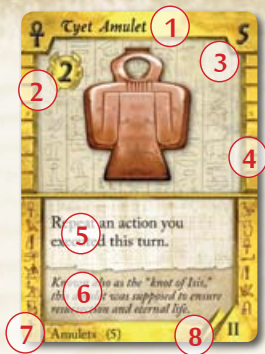 Tyet Amulet 1
5
3
2
2
4
Repeat an action you
5
executed this turn.
6
Known also as the "knot of Isis,"
this amulet was supposed to ensure
resurrection and eternal life.
7
Amulets (5)
8
II